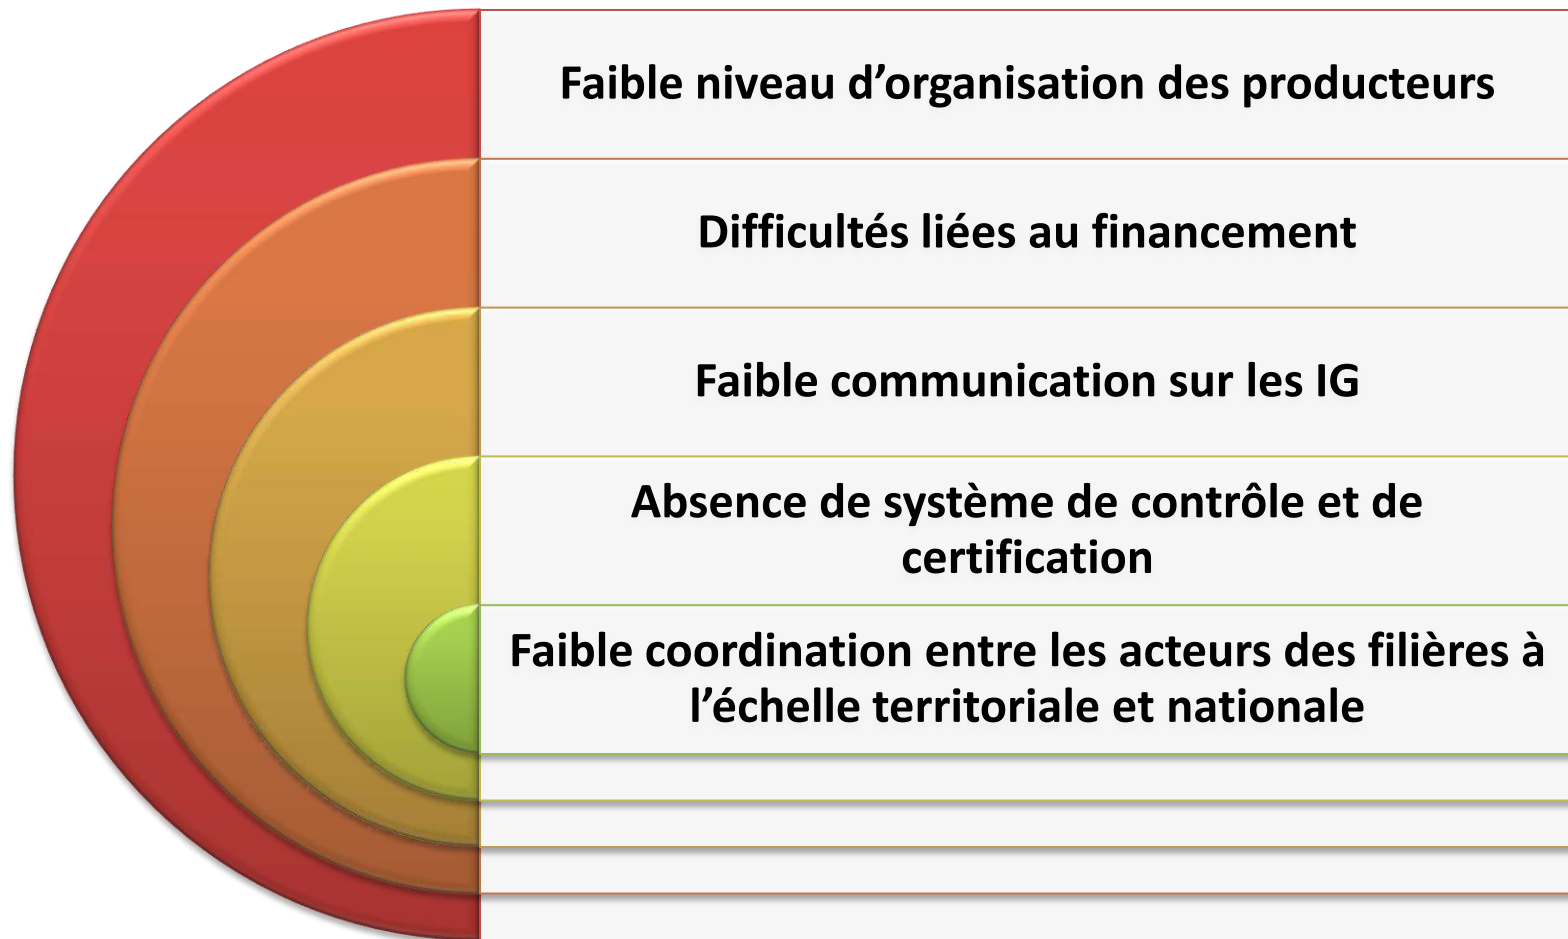 Faible niveau d’organisation des producteurs
Difficultés liées au financement
Faible communication sur les IG
Absence de système de contrôle et de
certification
Faible coordination entre les acteurs des filières à
l’échelle territoriale et nationale